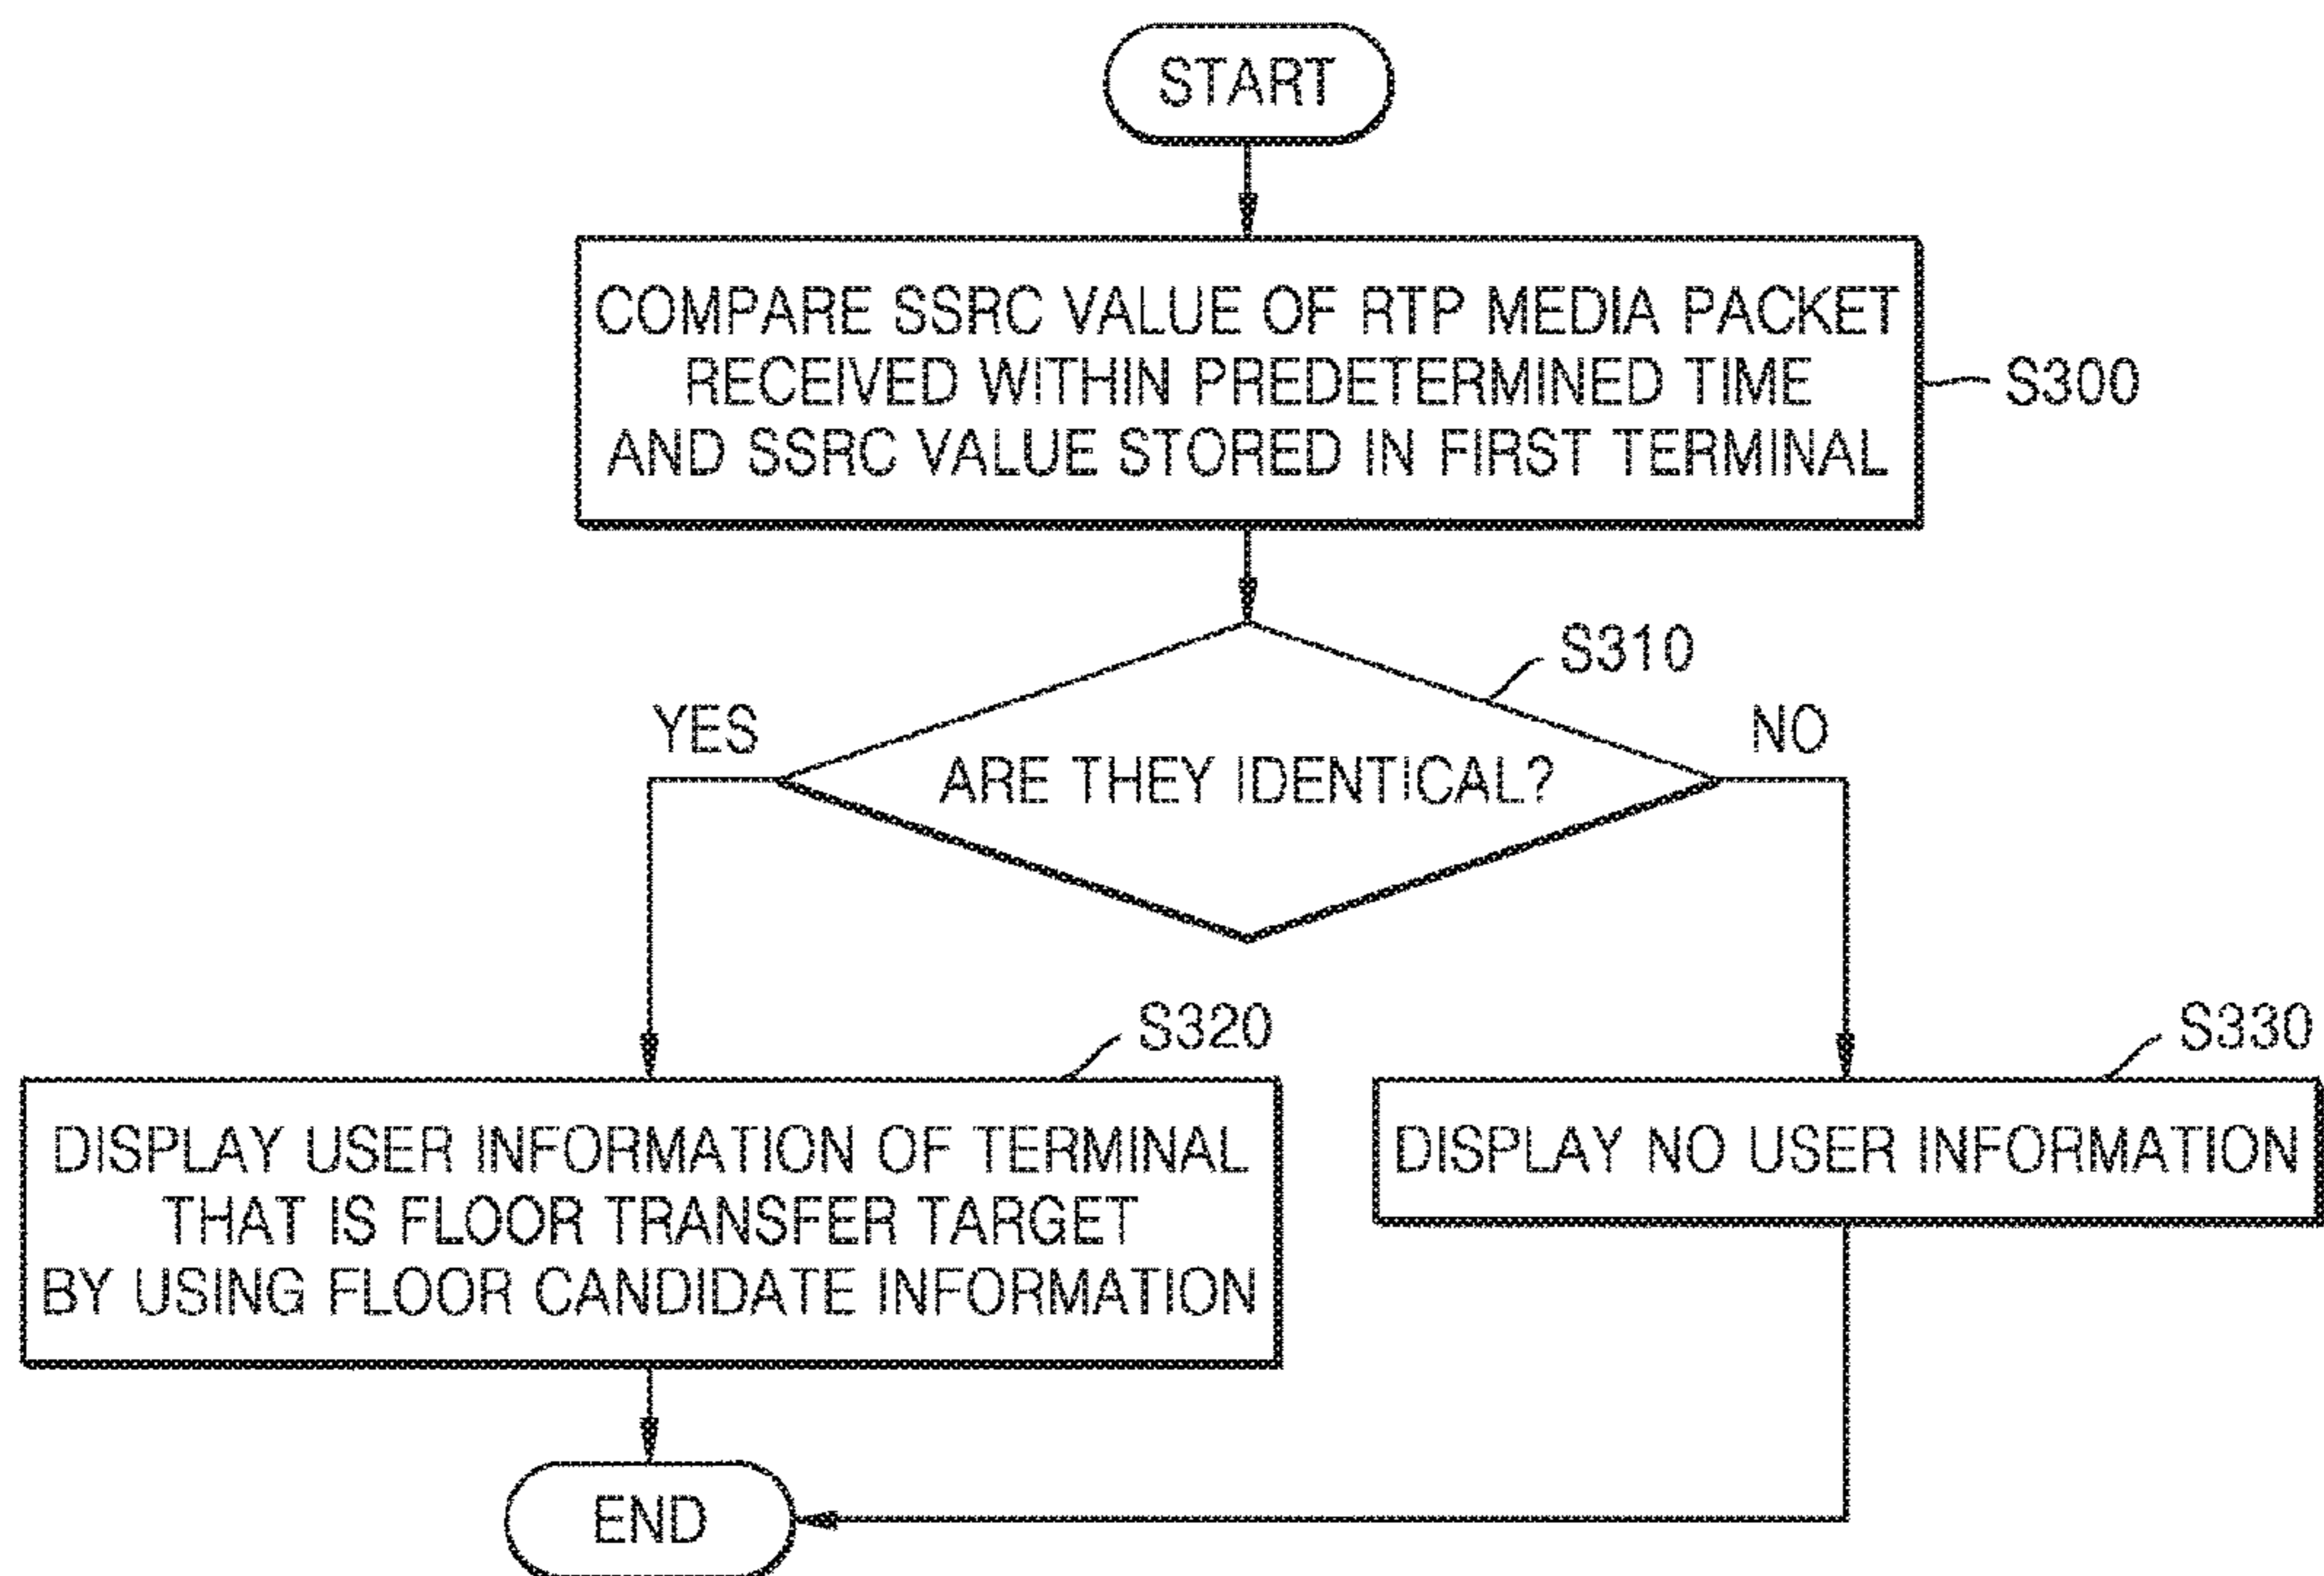 START
COMPARE SSRC VALUE OF RTP MEDIA PACKET
RECEIVED WITHIN PREDETERMINED TIME
AND SSRC VALUE STORED IN FIRST TERMINAL
S300
S310
YES
NO
ARE THEY IDENTICAL?
S320
S330
DISPLAY USER INFORMATION OF TERMINAL
THAT IS FLOOR TRANSFER TARGET
BY USING FLOOR CANDIDATE INFORMATION
DISPLAY NO USER INFORMATION
END